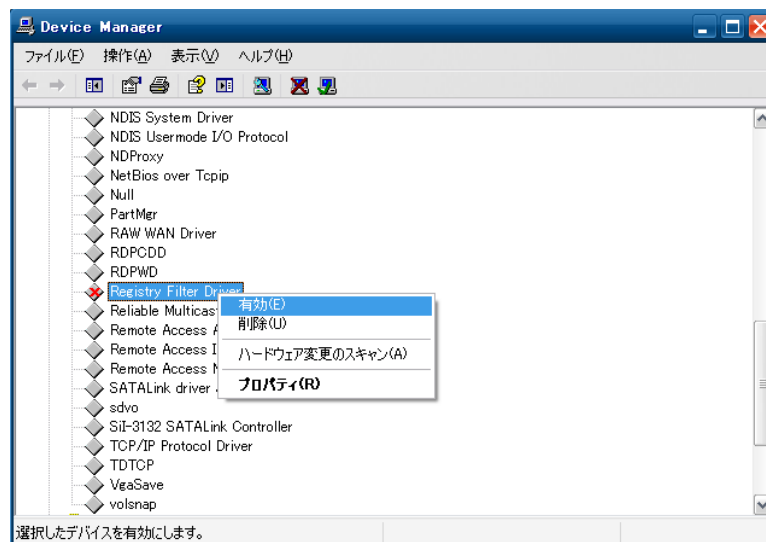 Device Manager
ファイル(F) 操作(A) 表示(V) ヘルプ(H)
NDIS System Driver
NDIS Usermode I/O Protocol
NDProxy
NetBios over Tcpip
Null
PartMgr
RAW WAN Driver
RDPCDD
RDPWD
Registry Filter Driver
有効(E)
Reliable Multicas
削除(U)
Remote Access
Remote Access
ハードウェア変更のスキャン(A)
Remote Access
SATALink driver
プロパティ(R)
sdvo
SiI-3132 SATALink Controller
TCP/IP Protocol Driver
TDTCP
VgaSave
volsnap
選択したデバイスを有効にします。